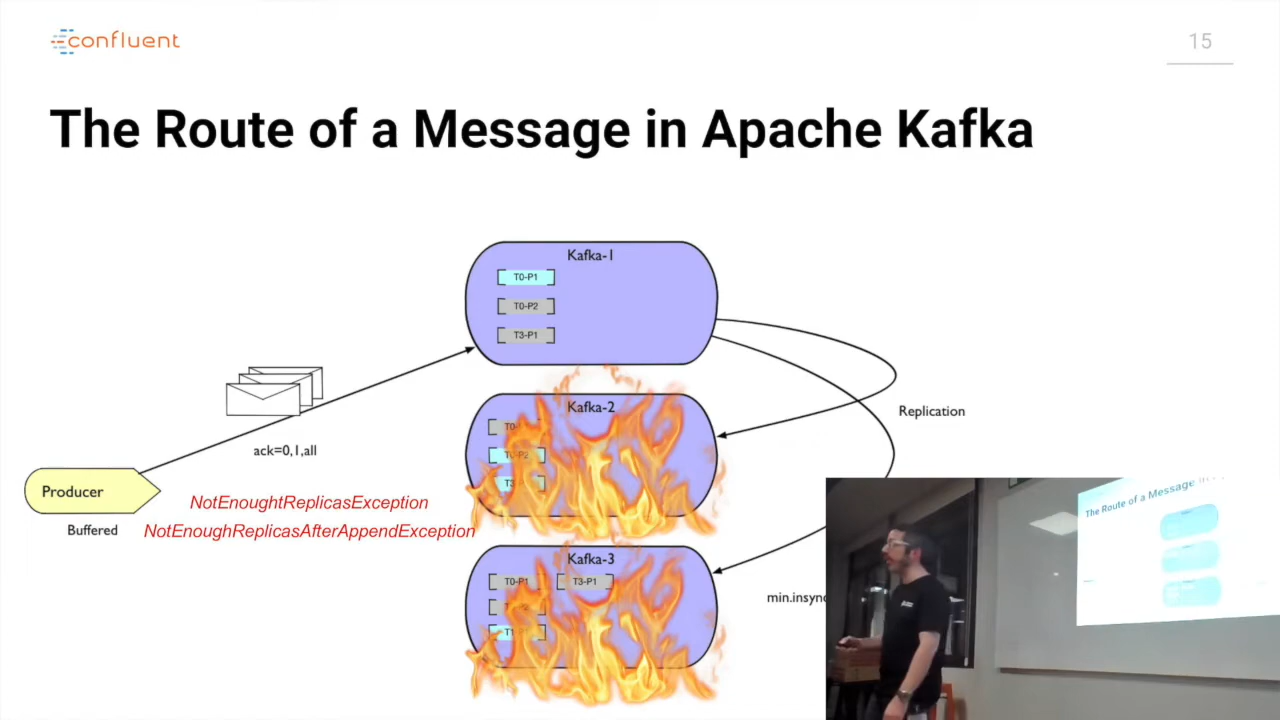 confluent
15
The Route of a Message in Apache Kafka
Kafka-1
T0-P1
T0-P2
T3-P1
Kafka-2
Replication
ack=0,1,all
Producer
NotEnoughtReplicasException
Buffered
NotEnoughReplicasAfterAppendException
Kafka-3
T0-P1
T3-P1
The Route of a Message